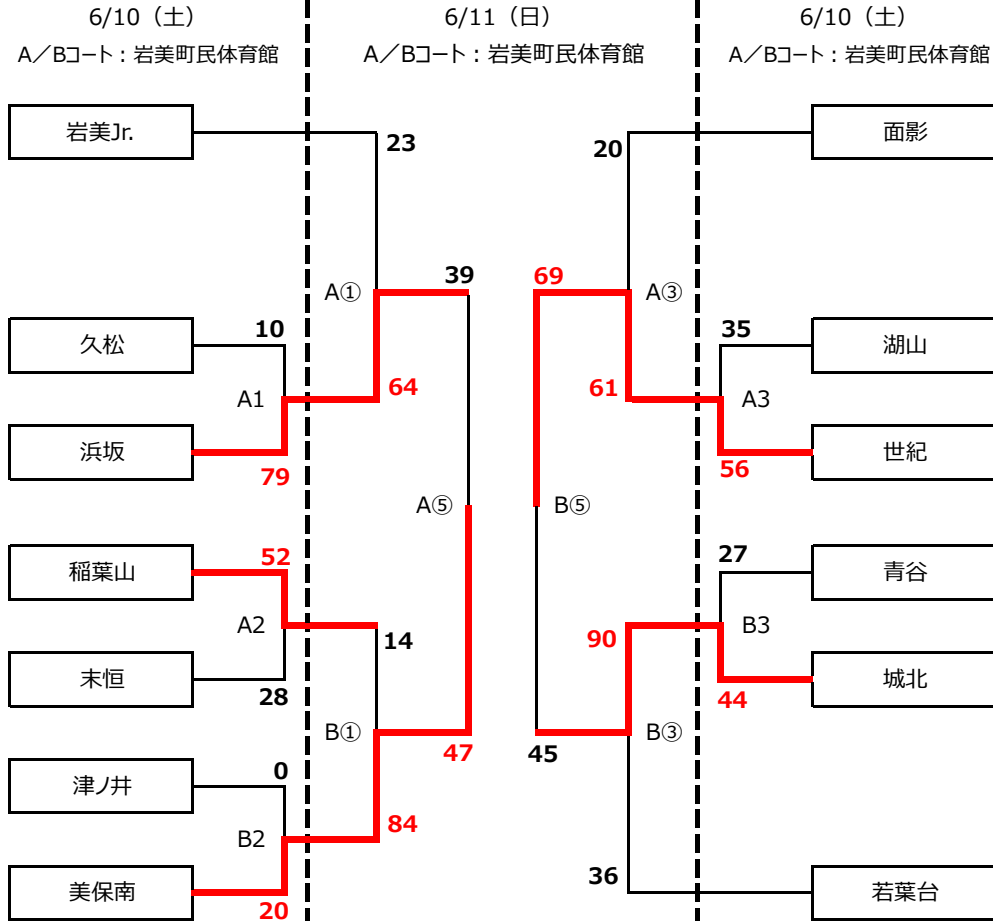 6/10（土）
A／Bコート：岩美町民体育館
6/11（日）
A／Bコート：岩美町民体育館
6/10（土）
A／Bコート：岩美町民体育館
岩美Jr.
23
20
面影
39
69
A①
A③
久松
10
35
湖山
A1
64
61
A3
浜坂
79
56
世紀
A⑤
B⑤
稲葉山
52
27
青谷
A2
14
90
B3
末恒
28
44
城北
B①
47
45
B③
津ノ井
0
B2
84
美保南
20
36
若葉台